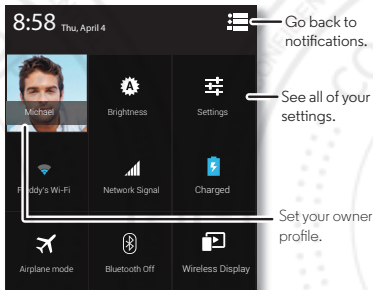 8:58 Thu, April 4
Go back to
notifications.
Michael
Brightness
Settings
See all of your
settings.
Freddy's Wi-Fi
Network Signal
Charged
Set your owner
profile.
Airplane mode
Bluetooth Off
Wireless Display